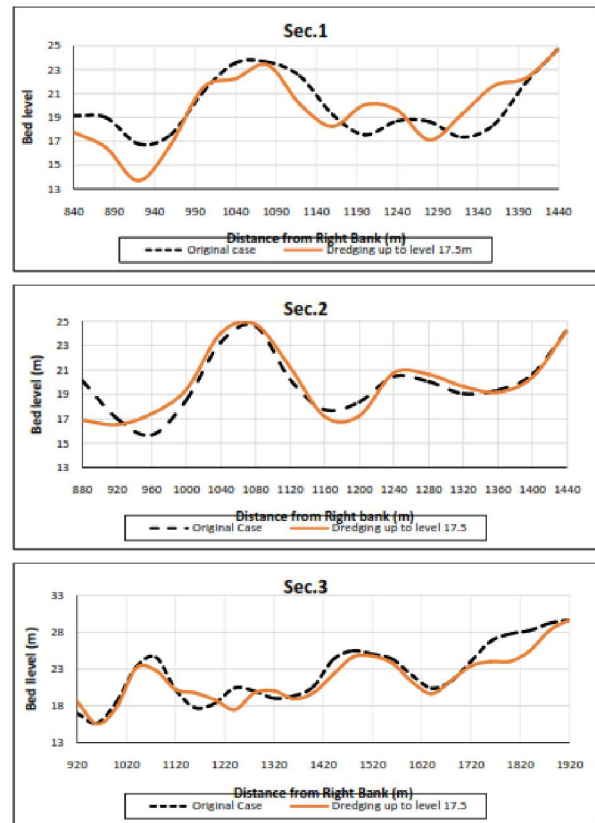 Sec.1
Bed level
25
23
21
19
17
15
13
840 890 940 990 1040 1090 1140 1190 1240 1290 1340 1390 1440
Distance from Right Bank (m)
Original case Dredging up to level 17.5m
Sec.2
Bed level (m)
25
23
21
19
17
15
13
880 920 960 1000 1040 1080 1120 1160 1200 1240 1280 1320 1360 1400 1440
Distance from Right bank (m)
Original Case Dredging up to level 17.5
Sec.3
Bed llevel (m)
33
28
23
18
13
920 1020 1120 1220 1320 1420 1520 1620 1720 1820 1920
Distance from Right Bank (m)
Original Case Dredging up to level 17.5